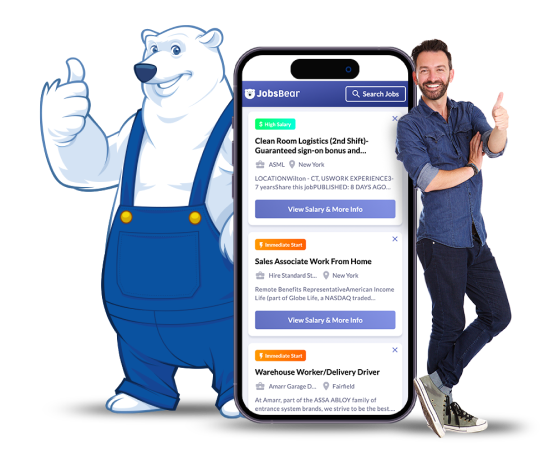 JobsBear
Search Jobs
High Salary
Clean Room Logistics (2nd Shift)-
Guaranteed sign-on bonus and...
ASML New York
LOCATIONWilton - CT, USWORK EXPERIENCE3-
7 yearsShare this jobPUBLISHED: 8 DAYS AGO...
View Salary & More Info
Immediate Start
Sales Associate Work From Home
Hire Standard St... New York
Remote Benefits RepresentativeAmerican Income
Life (part of Globe Life, a NASDAQ traded...
View Salary & More Info
Immediate Start
Warehouse Worker/Delivery Driver
Amarr Garage D... Fairfield
At Amarr, part of the ASSA ABLOY family of
entrance system brands, we strive to be the best....